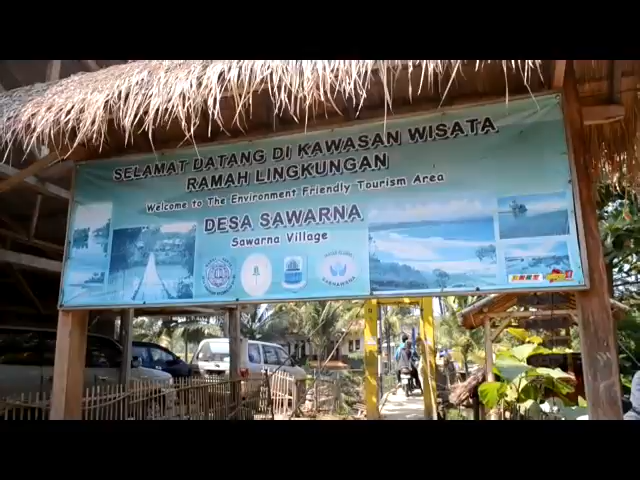 SELAMAT DATANG DI KAWASAN WISATA
RAMAH LINGKUNGAN
Welcome to The Environment Friendly Tourism Area
DESA SAWARNA
Sawarna Village